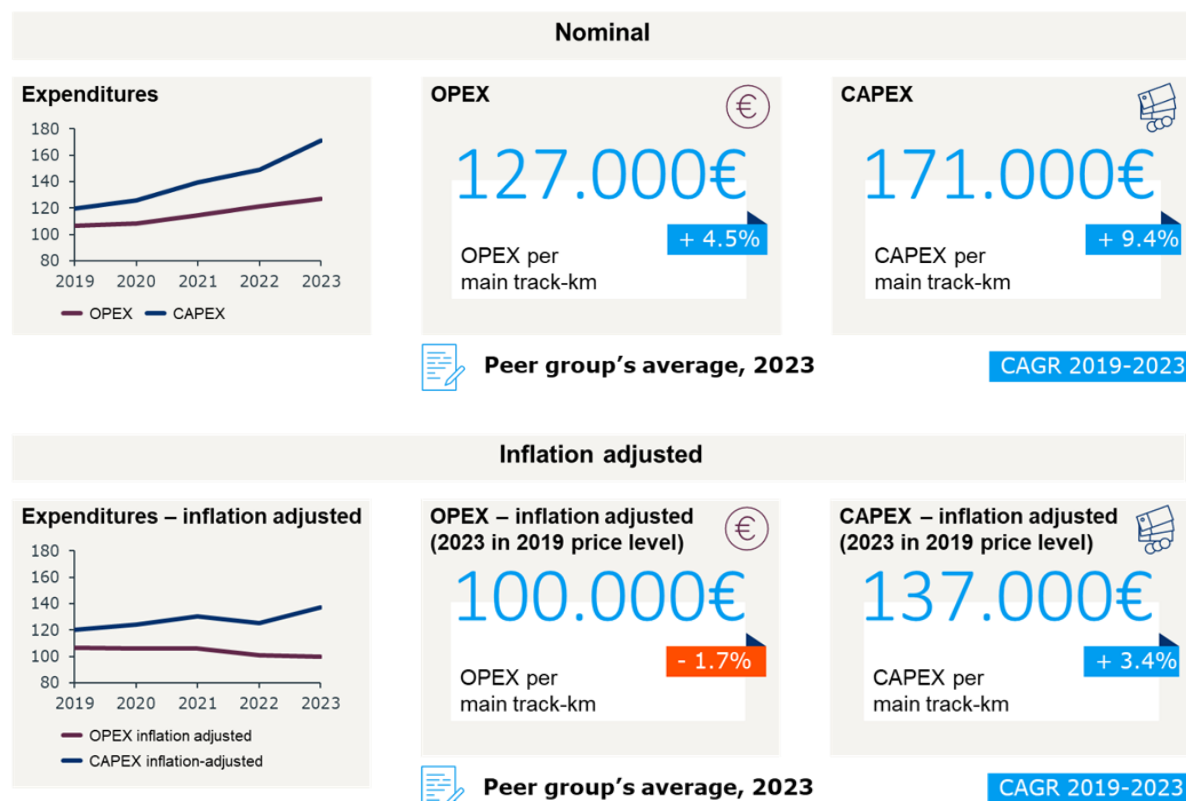 Nominal
Expenditures
180
160
140
120
100
80
2019 2020 2021 2022 2023
OPEX CAPEX
OPEX
€
127.000€
+ 4.5%
OPEX per
main track-km
CAPEX
171.000€
+ 9.4%
CAPEX per
main track-km
Peer group's average, 2023
CAGR 2019-2023
Inflation adjusted
Expenditures – inflation adjusted
180
160
140
120
100
80
2019 2020 2021 2022 2023
OPEX inflation adjusted
CAPEX inflation-adjusted
OPEX – inflation adjusted
(2023 in 2019 price level)
€
100.000€
- 1.7%
OPEX per
main track-km
CAPEX – inflation adjusted
(2023 in 2019 price level)
137.000€
+ 3.4%
CAPEX per
main track-km
Peer group's average, 2023
CAGR 2019-2023